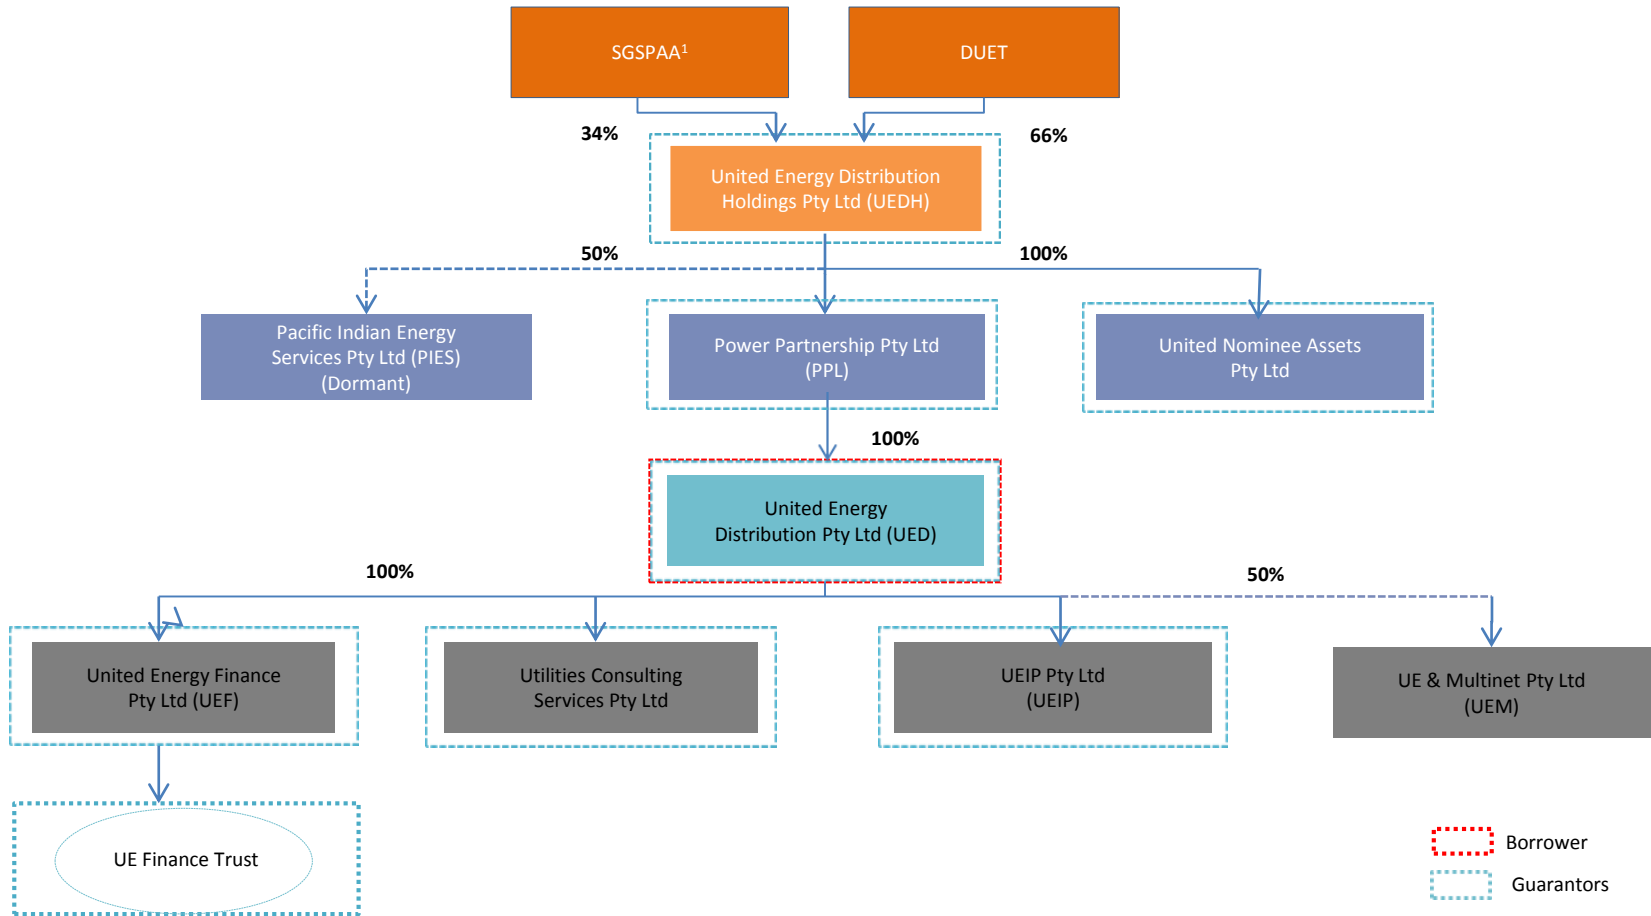 SGSPAA¹
DUET
34%
66%
United Energy Distribution
Holdings Pty Ltd (UEDH)
50%
100%
Pacific Indian Energy
Services Pty Ltd (PIES)
(Dormant)
Power Partnership Pty Ltd
(PPL)
United Nominee Assets
Pty Ltd
100%
United Energy
Distribution Pty Ltd (UED)
100%
50%
United Energy Finance
Pty Ltd (UEF)
Utilities Consulting
Services Pty Ltd
UEIP Pty Ltd
(UEIP)
UE & Multinet Pty Ltd
(UEM)
UE Finance Trust
Borrower
Guarantors